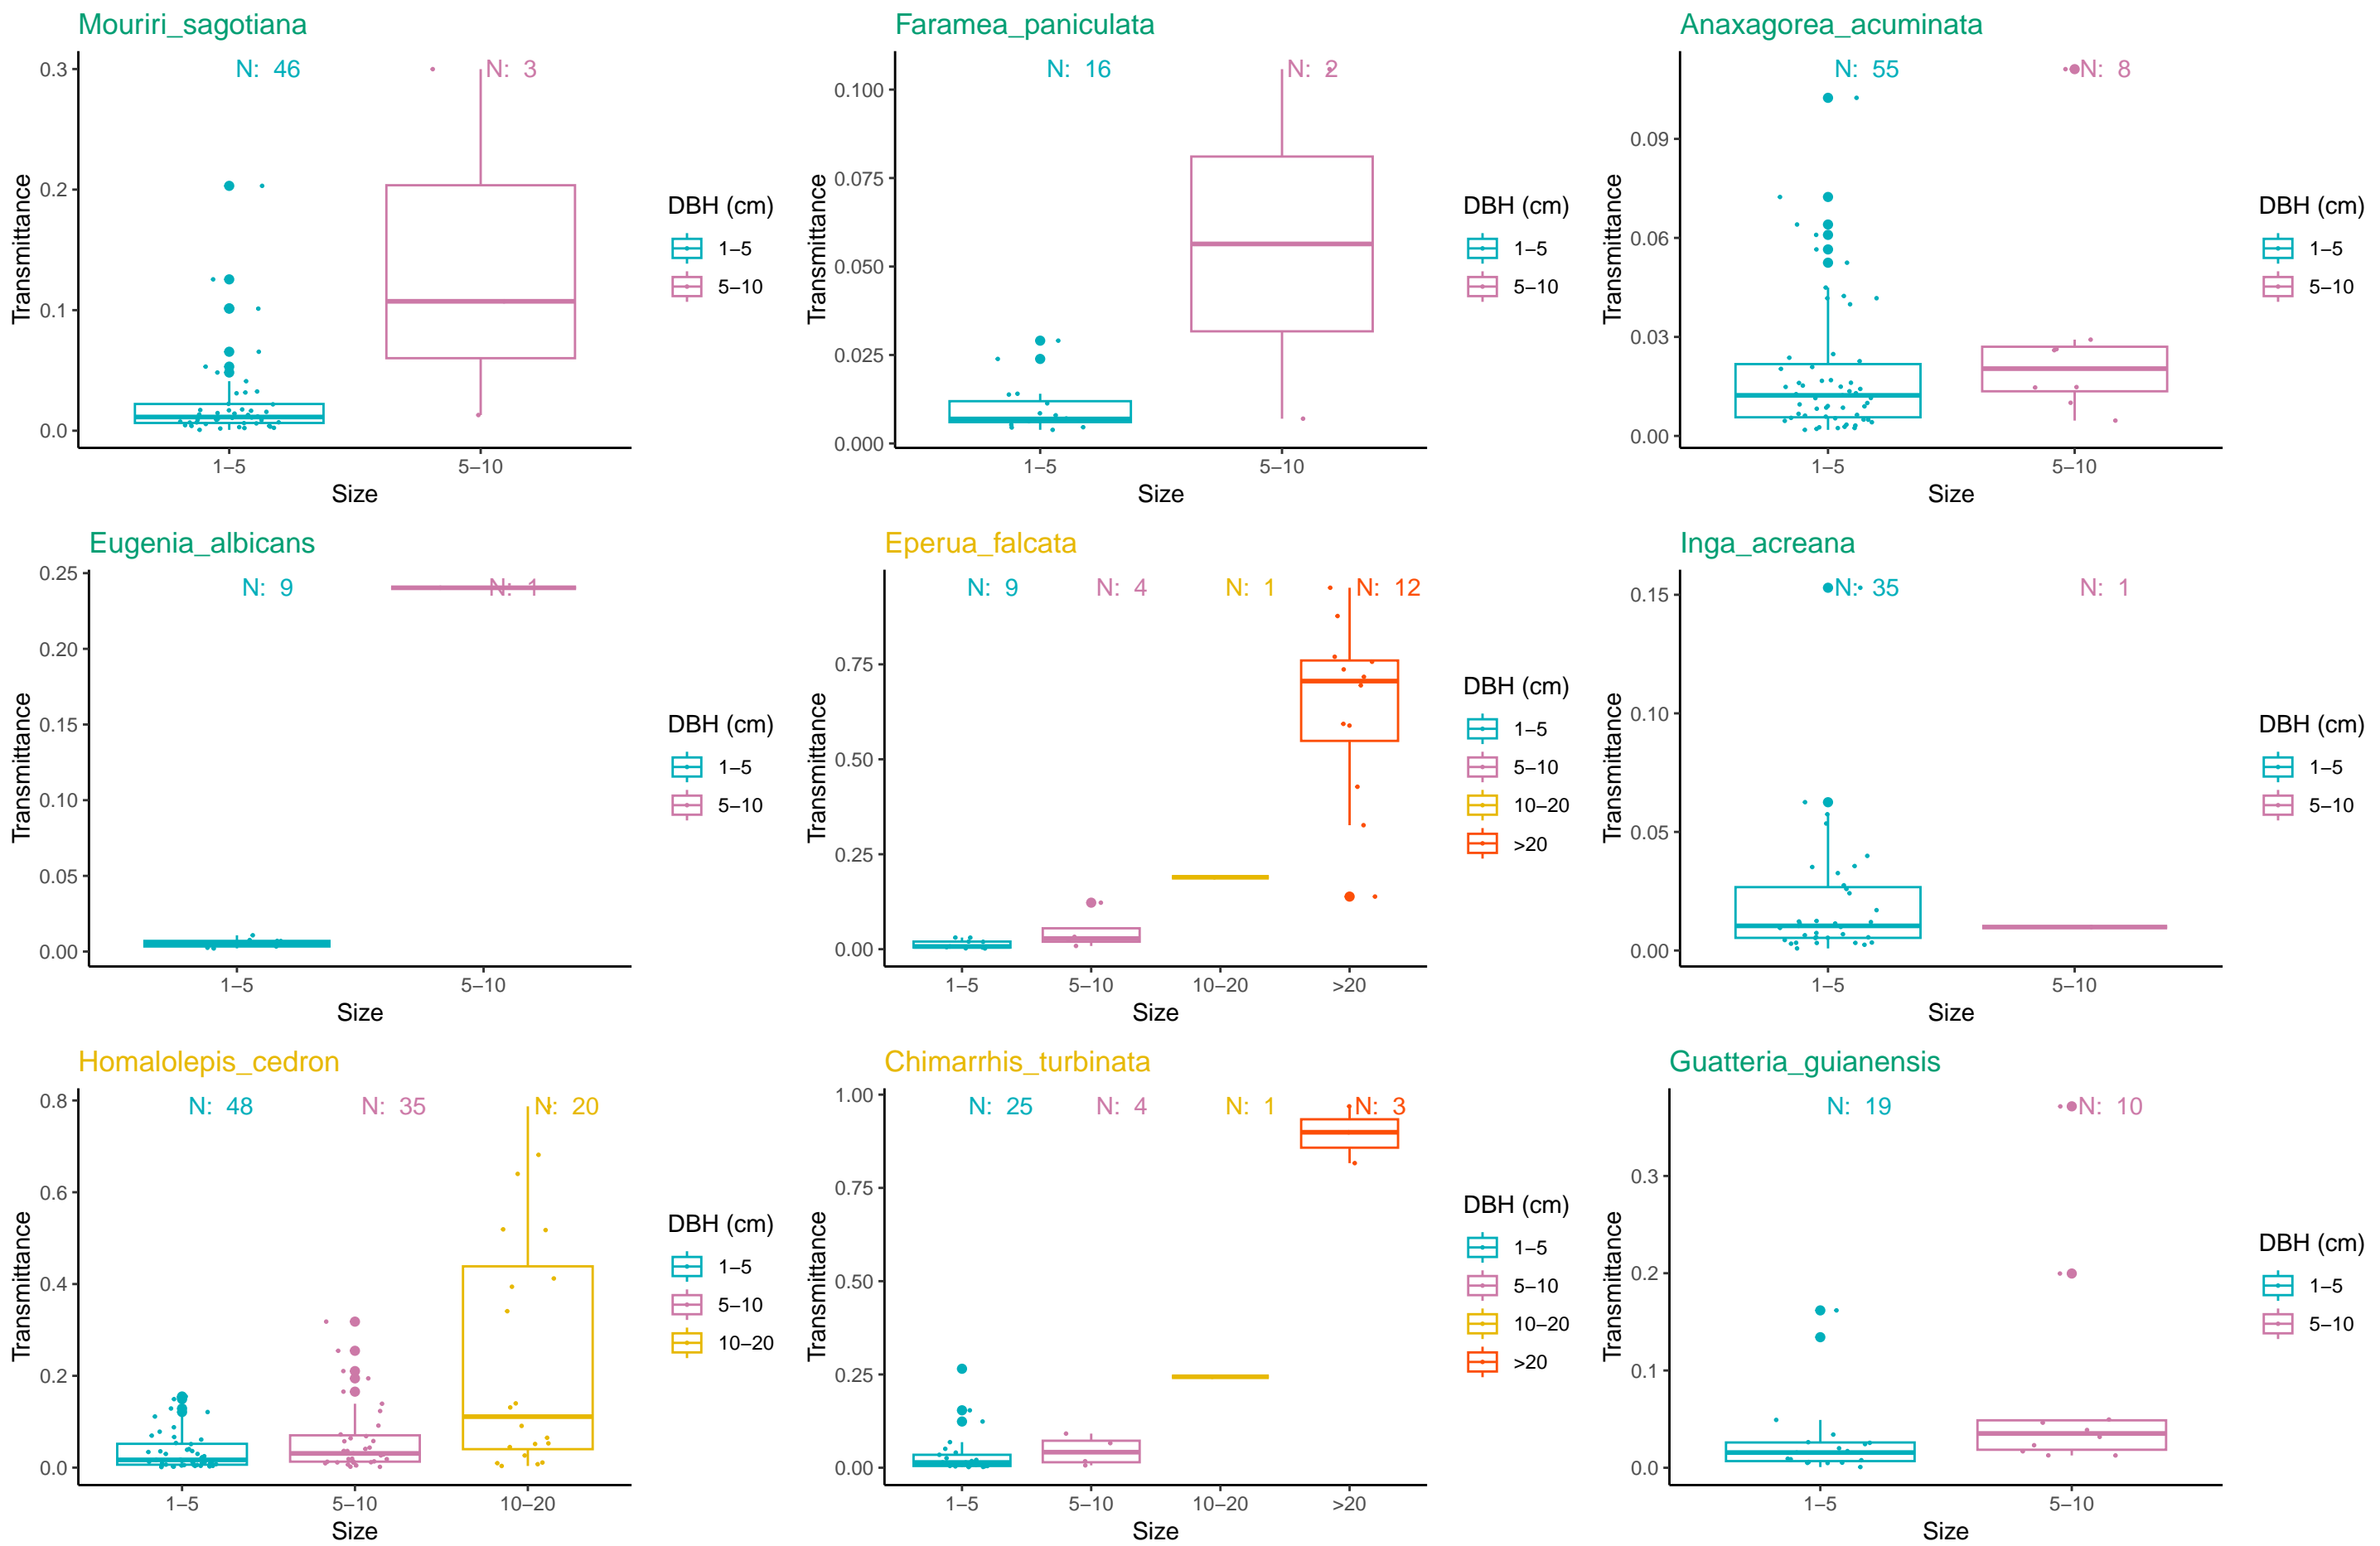 Mouriri_sagotiana
N: 46
N: 3
0.3
0.2
0.1
0.0
Transmittance
1–5
5–10
Size
DBH (cm)
1–5
5–10
Faramea_paniculata
N: 16
N: 2
0.100
0.075
0.050
0.025
0.000
Transmittance
1–5
5–10
Size
DBH (cm)
1–5
5–10
Anaxagorea_acuminata
N: 55
N: 8
0.09
0.06
0.03
0.00
Transmittance
1–5
5–10
Size
DBH (cm)
1–5
5–10
Eugenia_albicans
N: 9
N: 1
0.25
0.20
0.15
0.10
0.05
0.00
Transmittance
1–5
5–10
Size
DBH (cm)
1–5
5–10
Eperua_falcata
N: 9
N: 4
N: 1
N: 12
0.75
0.50
0.25
0.00
Transmittance
1–5
5–10
10–20
>20
Size
DBH (cm)
1–5
5–10
10–20
>20
Inga_acreana
N: 35
N: 1
0.15
0.10
0.05
0.00
Transmittance
1–5
5–10
Size
DBH (cm)
1–5
5–10
Homalolepis_cedron
N: 48
N: 35
N: 20
0.8
0.6
0.4
0.2
0.0
Transmittance
1–5
5–10
10–20
Size
DBH (cm)
1–5
5–10
10–20
Chimarrhis_turbinata
N: 25
N: 4
N: 1
N: 3
1.00
0.75
0.50
0.25
0.00
Transmittance
1–5
5–10
10–20
>20
Size
DBH (cm)
1–5
5–10
10–20
>20
Guatteria_guianensis
N: 19
N: 10
0.3
0.2
0.1
0.0
Transmittance
1–5
5–10
Size
DBH (cm)
1–5
5–10